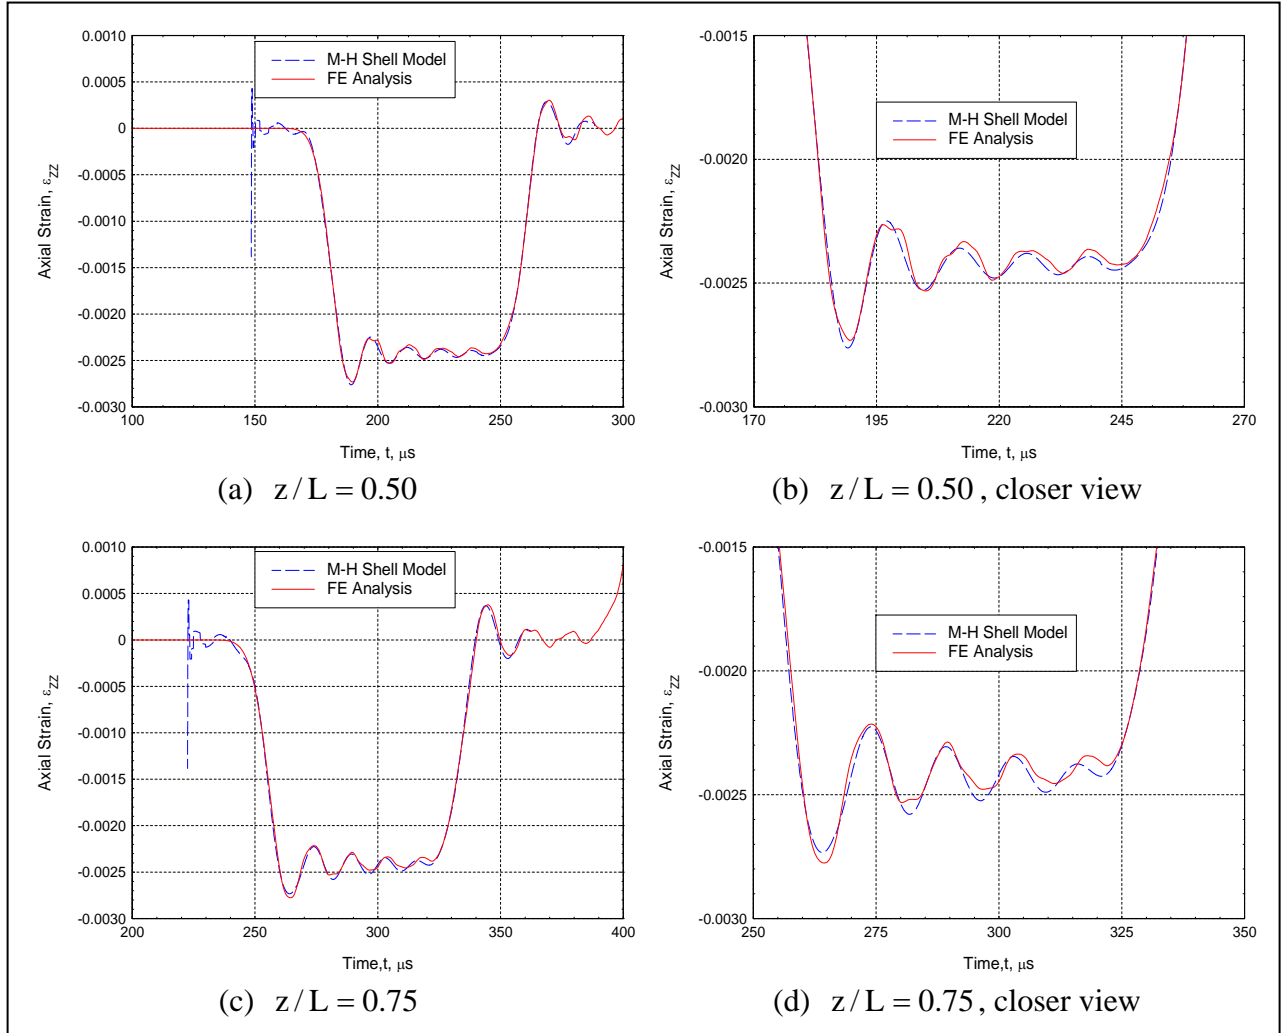 0.0010
0.0005
0
-0.0005
-0.0010
-0.0015
-0.0020
-0.0025
-0.0030
100 150 200 250 300
Axial Strain, εZZ
Time, t, μs
M-H Shell Model
FE Analysis
(a) z / L = 0.50
-0.0015
-0.0020
-0.0025
-0.0030
170 195 220 245 270
Axial Strain, εZZ
Time, t, μs
M-H Shell Model
FE Analysis
(b) z / L = 0.50 , closer view
0.0010
0.0005
0
-0.0005
-0.0010
-0.0015
-0.0020
-0.0025
-0.0030
200 250 300 350 400
Axial Strain, εZZ
Time,t, μs
M-H Shell Model
FE Analysis
(c) z / L = 0.75
-0.0015
-0.0020
-0.0025
-0.0030
250 275 300 325 350
Axial Strain, εZZ
Time,t, μs
M-H Shell Model
FE Analysis
(d) z / L = 0.75 , closer view